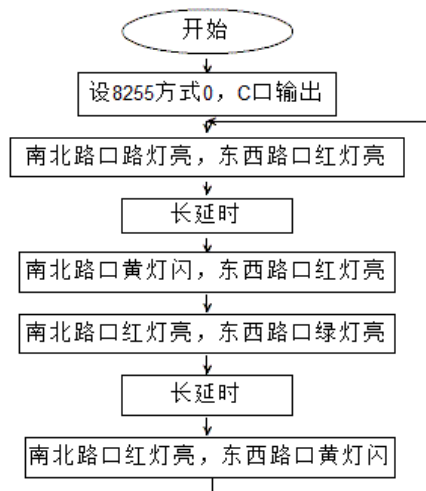 开始
设8255方式0，C口输出
南北路口路灯亮，东西路口红灯亮
长延时
南北路口黄灯闪，东西路口红灯亮
南北路口红灯亮，东西路口绿灯亮
长延时
南北路口红灯亮，东西路口黄灯闪